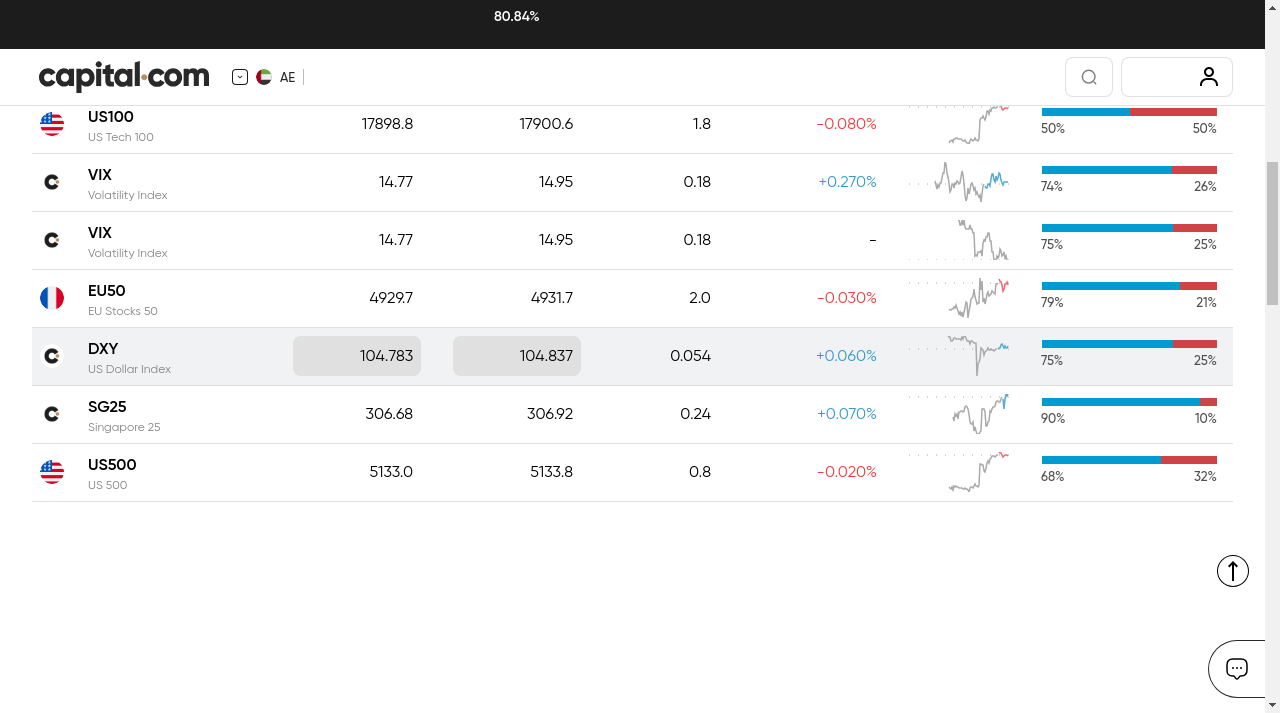 80.84%
capital.com
AE
US100
US Tech 100
17898.8 17900.6 1.8 -0.080% 50% 50%
VIX
Volatility Index
14.77 14.95 0.18 +0.270% 74% 26%
VIX
Volatility Index
14.77 14.95 0.18 - 75% 25%
EU50
EU Stocks 50
4929.7 4931.7 2.0 -0.030% 79% 21%
DXY
US Dollar Index
104.783 104.837 0.054 +0.060% 75% 25%
SG25
Singapore 25
306.68 306.92 0.24 +0.070% 90% 10%
US500
US 500
5133.0 5133.8 0.8 -0.020% 68% 32%